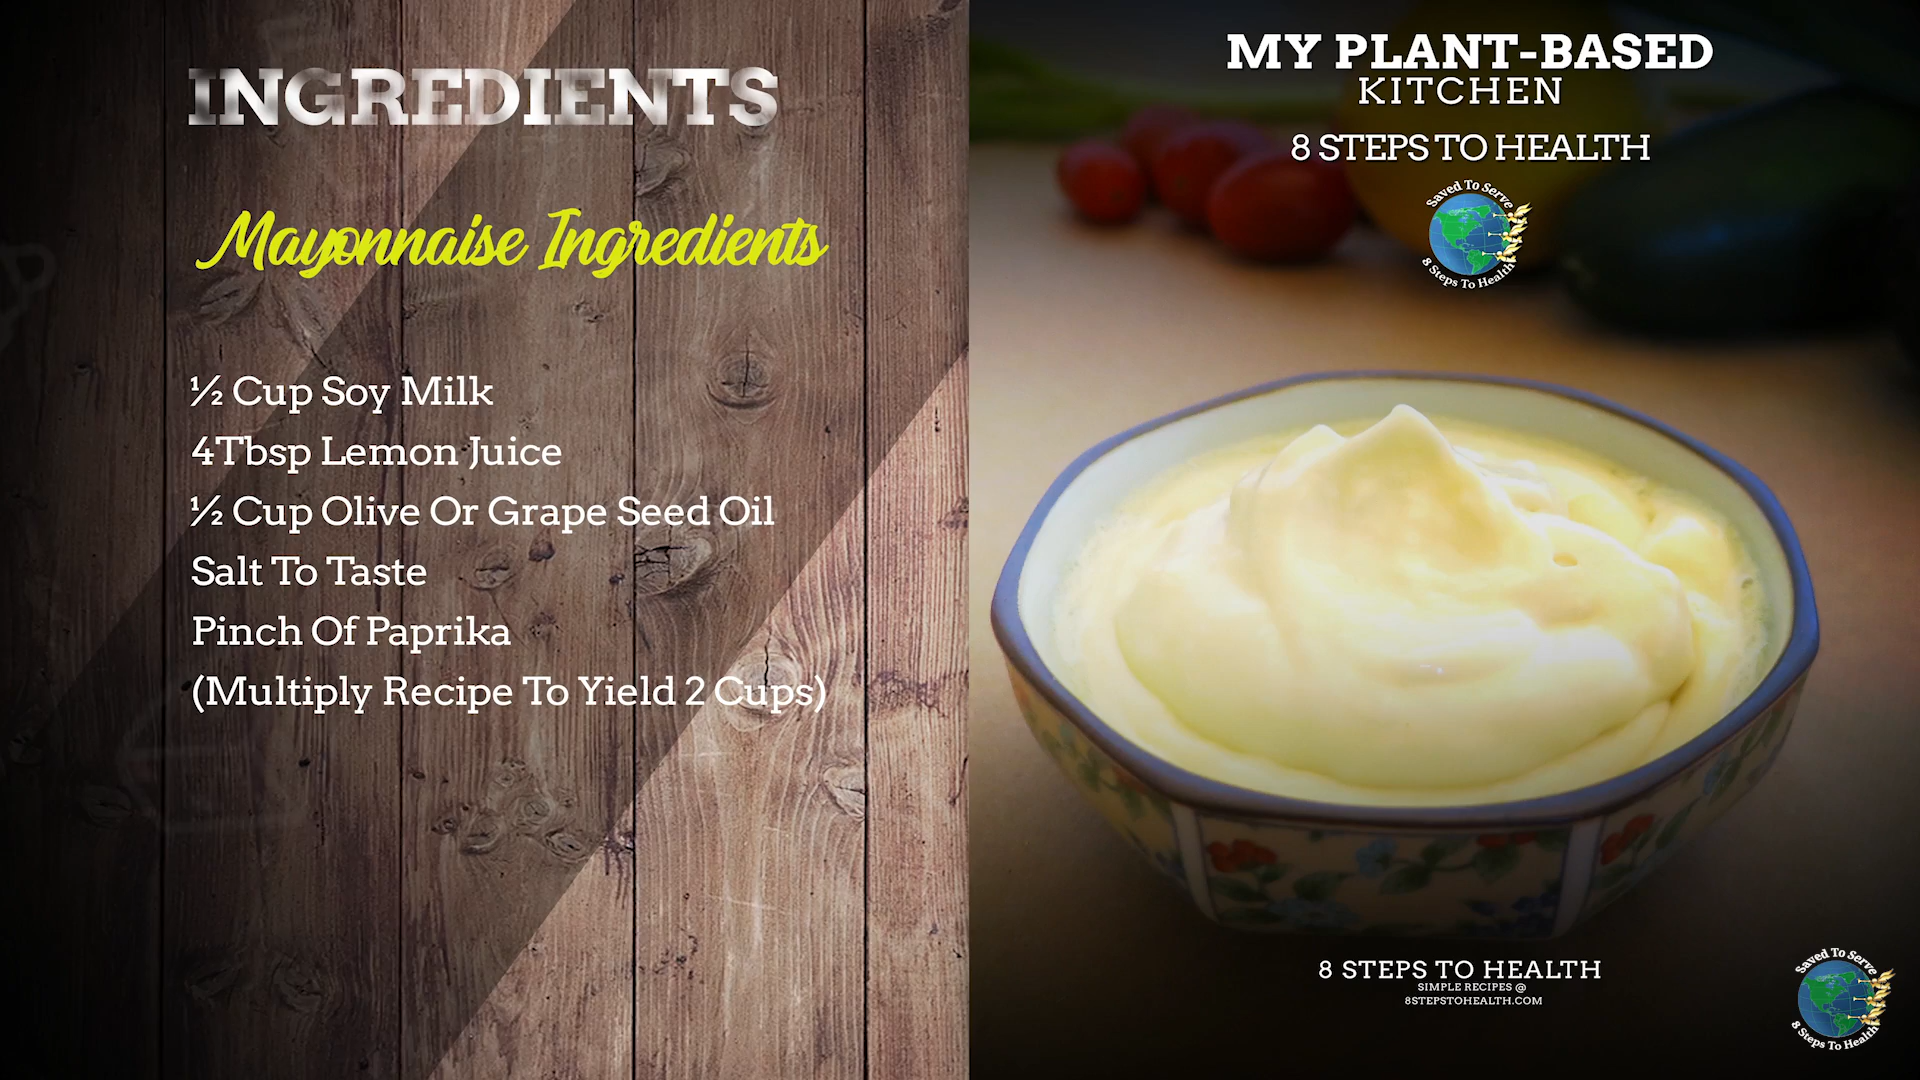 INGREDIENTS
Mayonnaise Ingredients
½ Cup Soy Milk
4Tbsp Lemon Juice
½ Cup Olive Or Grape Seed Oil
Salt To Taste
Pinch Of Paprika
(Multiply Recipe To Yield 2 Cups)
MY PLANT-BASED
KITCHEN
8 STEPS TO HEALTH
Saved To Serve
8 Steps To Health
8 STEPS TO HEALTH
SIMPLE RECIPES @
8STEPSTOHEALTH.COM
Saved To Serve
8 Steps To Health